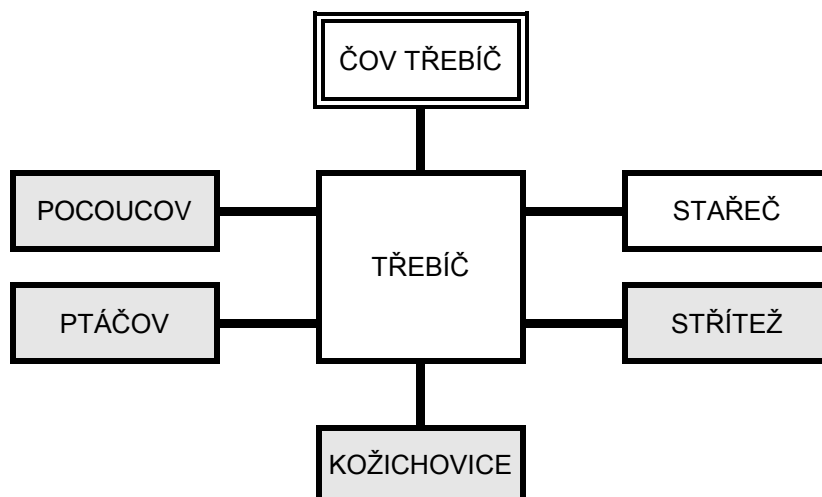 ČOV TŘEBÍČ
POCOUCOV
STAŘEČ
TŘEBÍČ
PTÁČOV
STŘÍTEŽ
KOŽICHOVICE